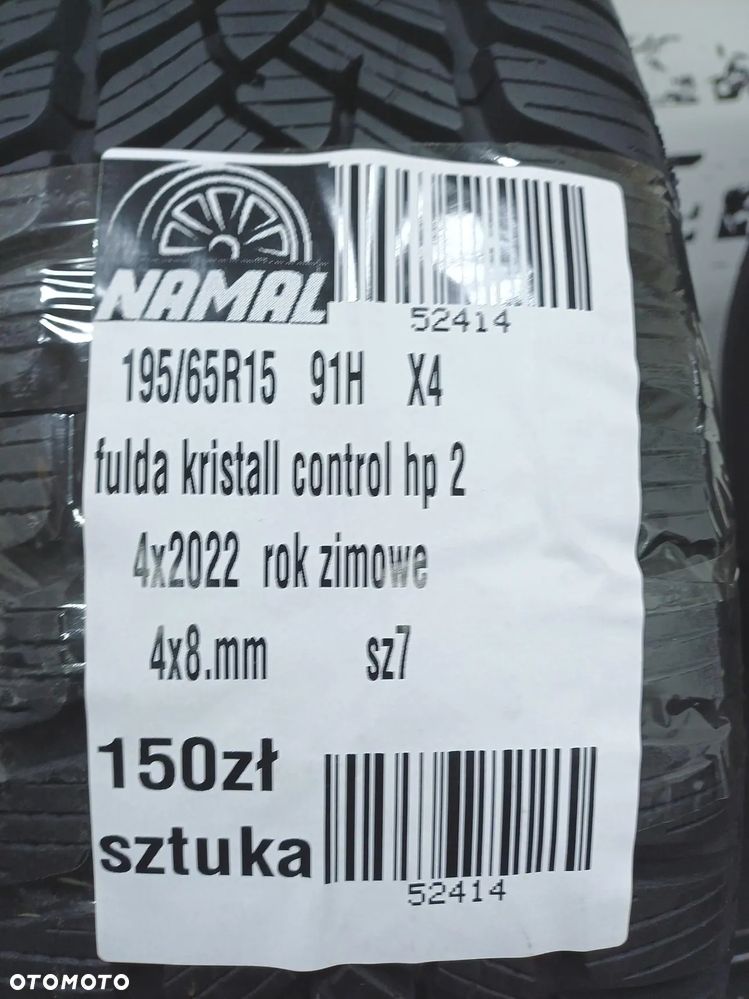 NAMAL
52414
195/65R15 91H X4
fulda kristall control hp 2
4x2022 rok zimowe
4x8.mm sz7
150zł
sztuka
52414
OTOMOTO